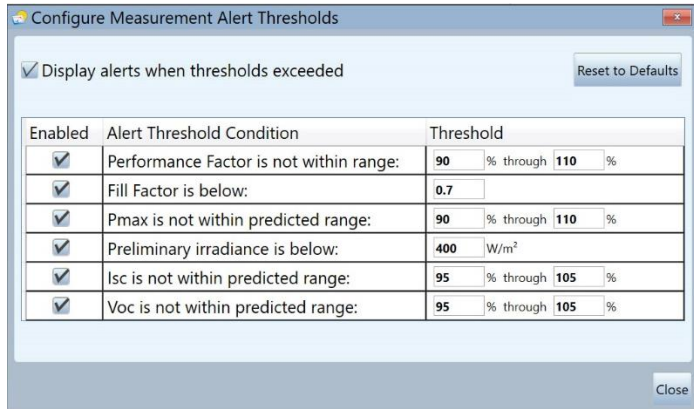 Configure Measurement Alert Thresholds
Display alerts when thresholds exceeded
Reset to Defaults
Enabled Alert Threshold Condition Threshold
Performance Factor is not within range: 90 % through 110 %
Fill Factor is below: 0.7
Pmax is not within predicted range: 90 % through 110 %
Preliminary irradiance is below: 400 W/m²
Isc is not within predicted range: 95 % through 105 %
Voc is not within predicted range: 95 % through 105 %
Close